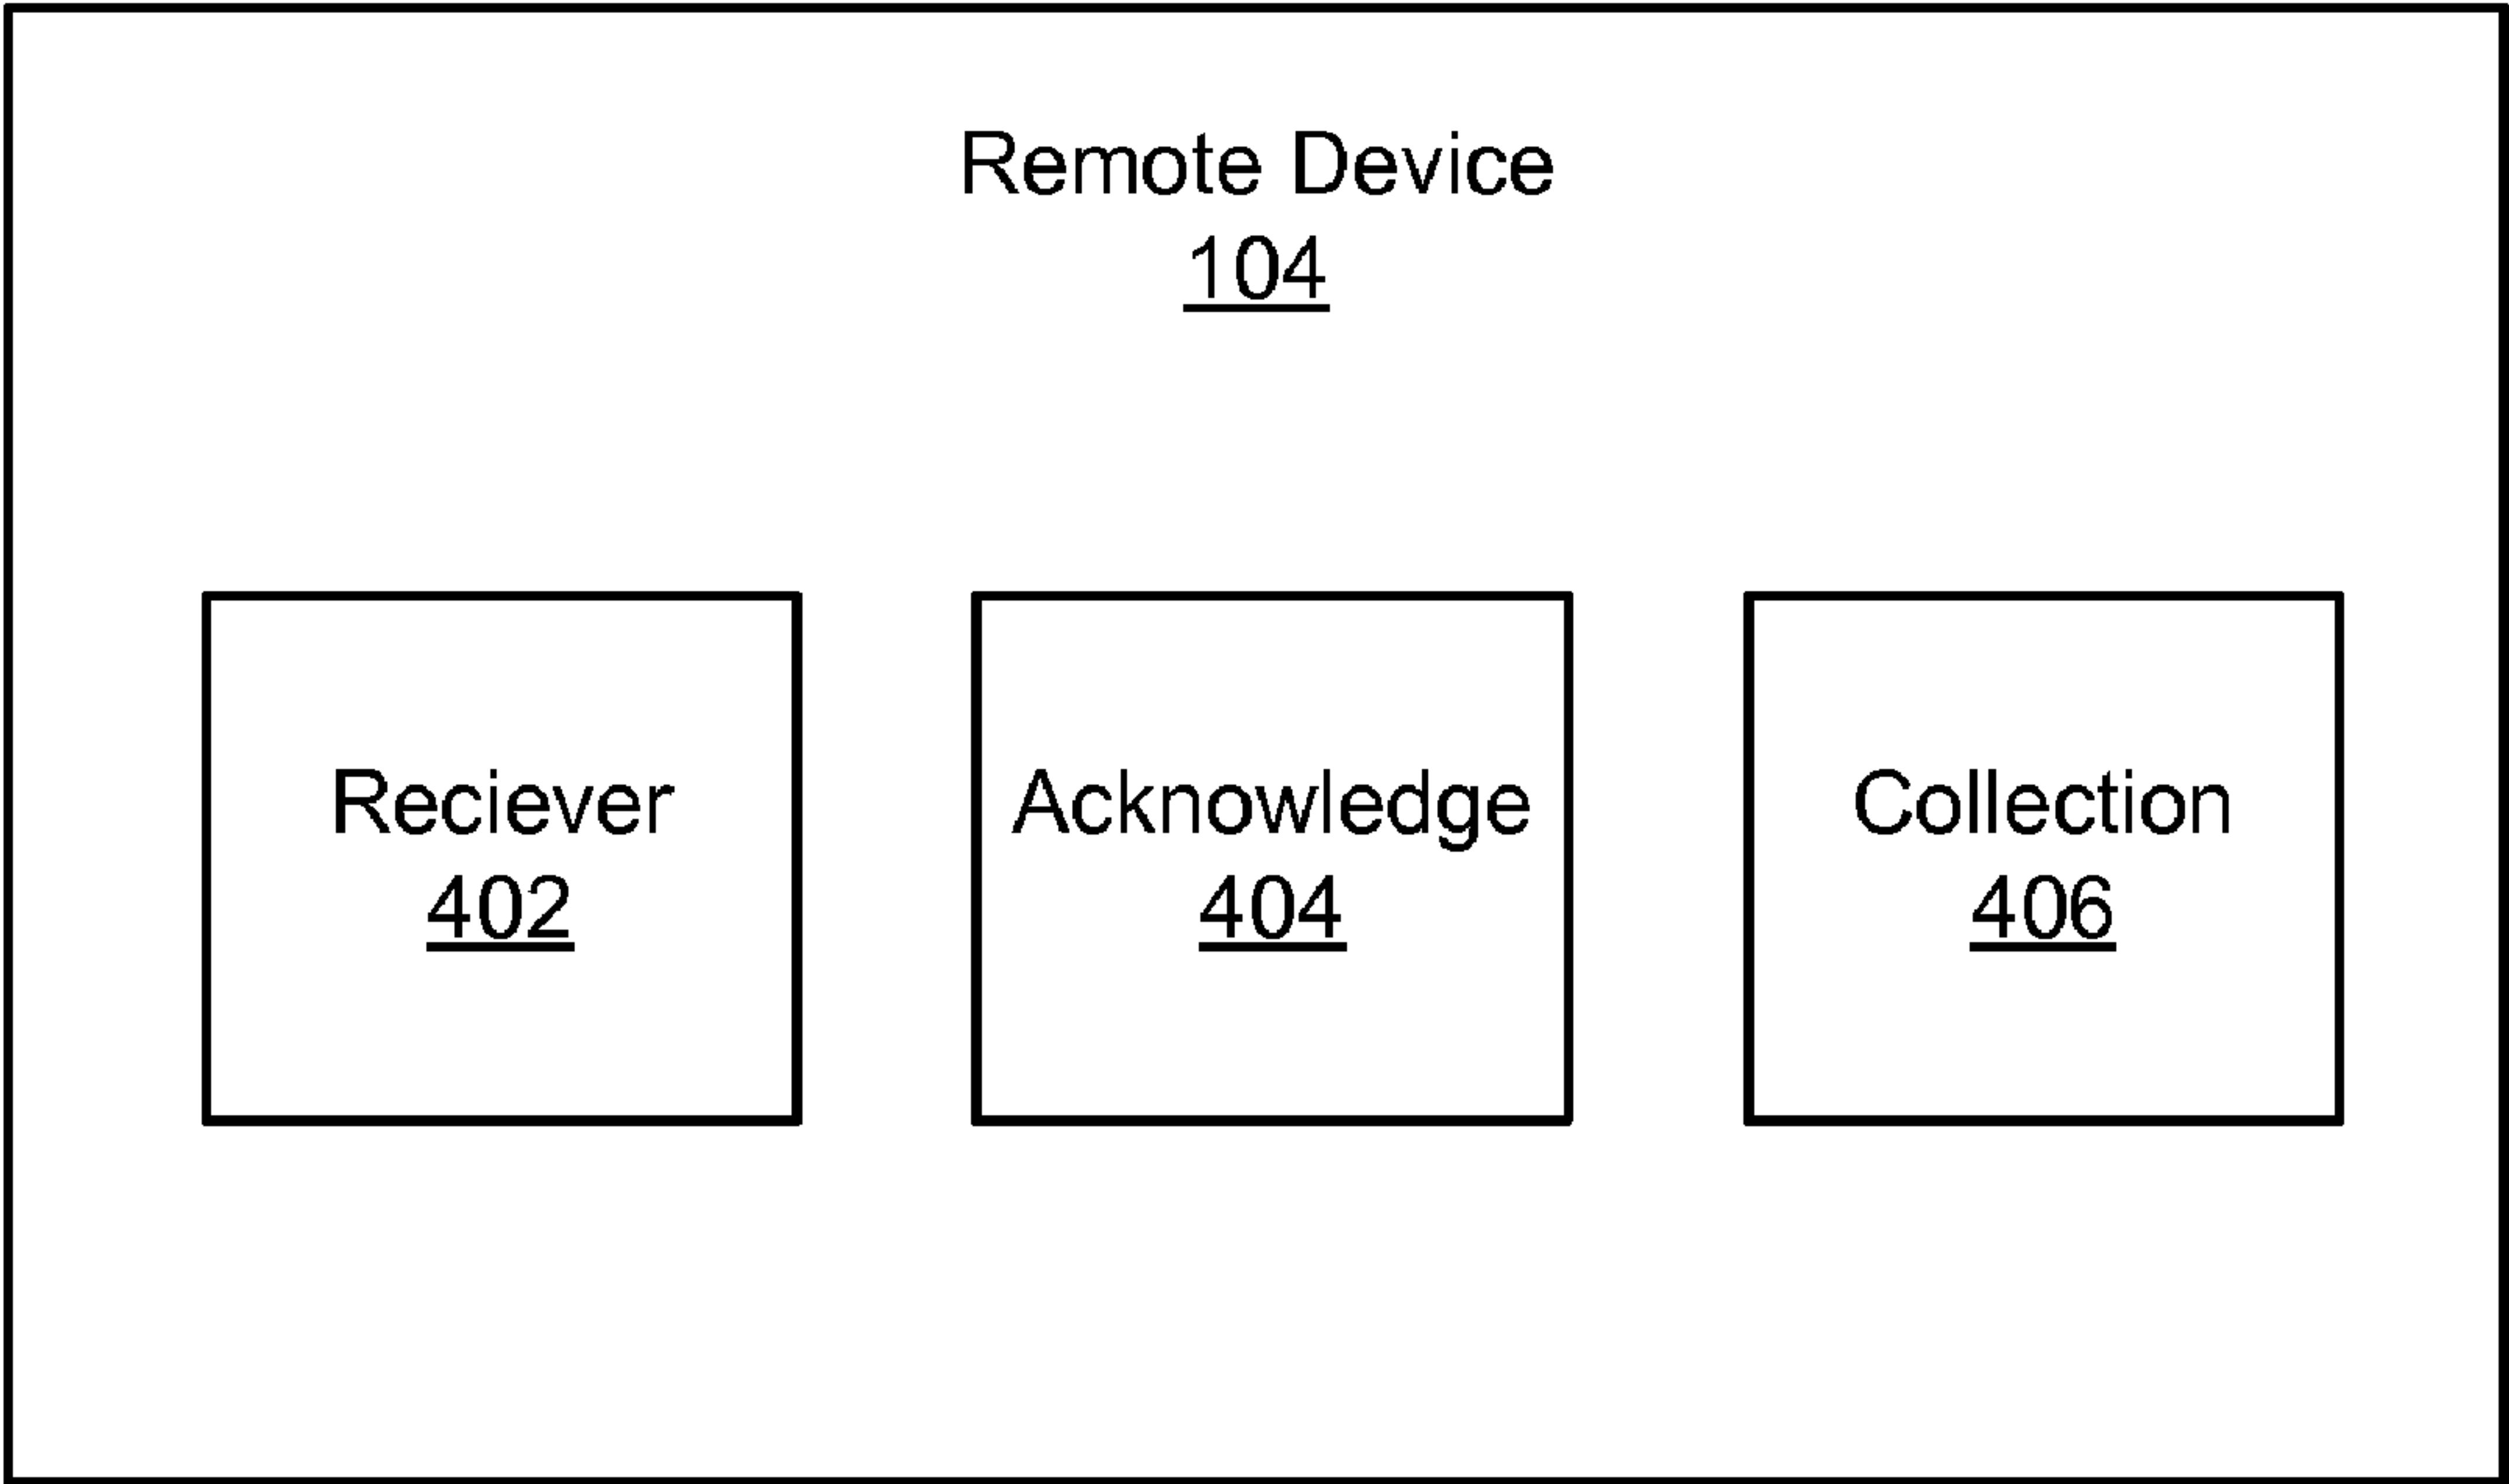 Remote Device
104
Reciever
402
Acknowledge
404
Collection
406